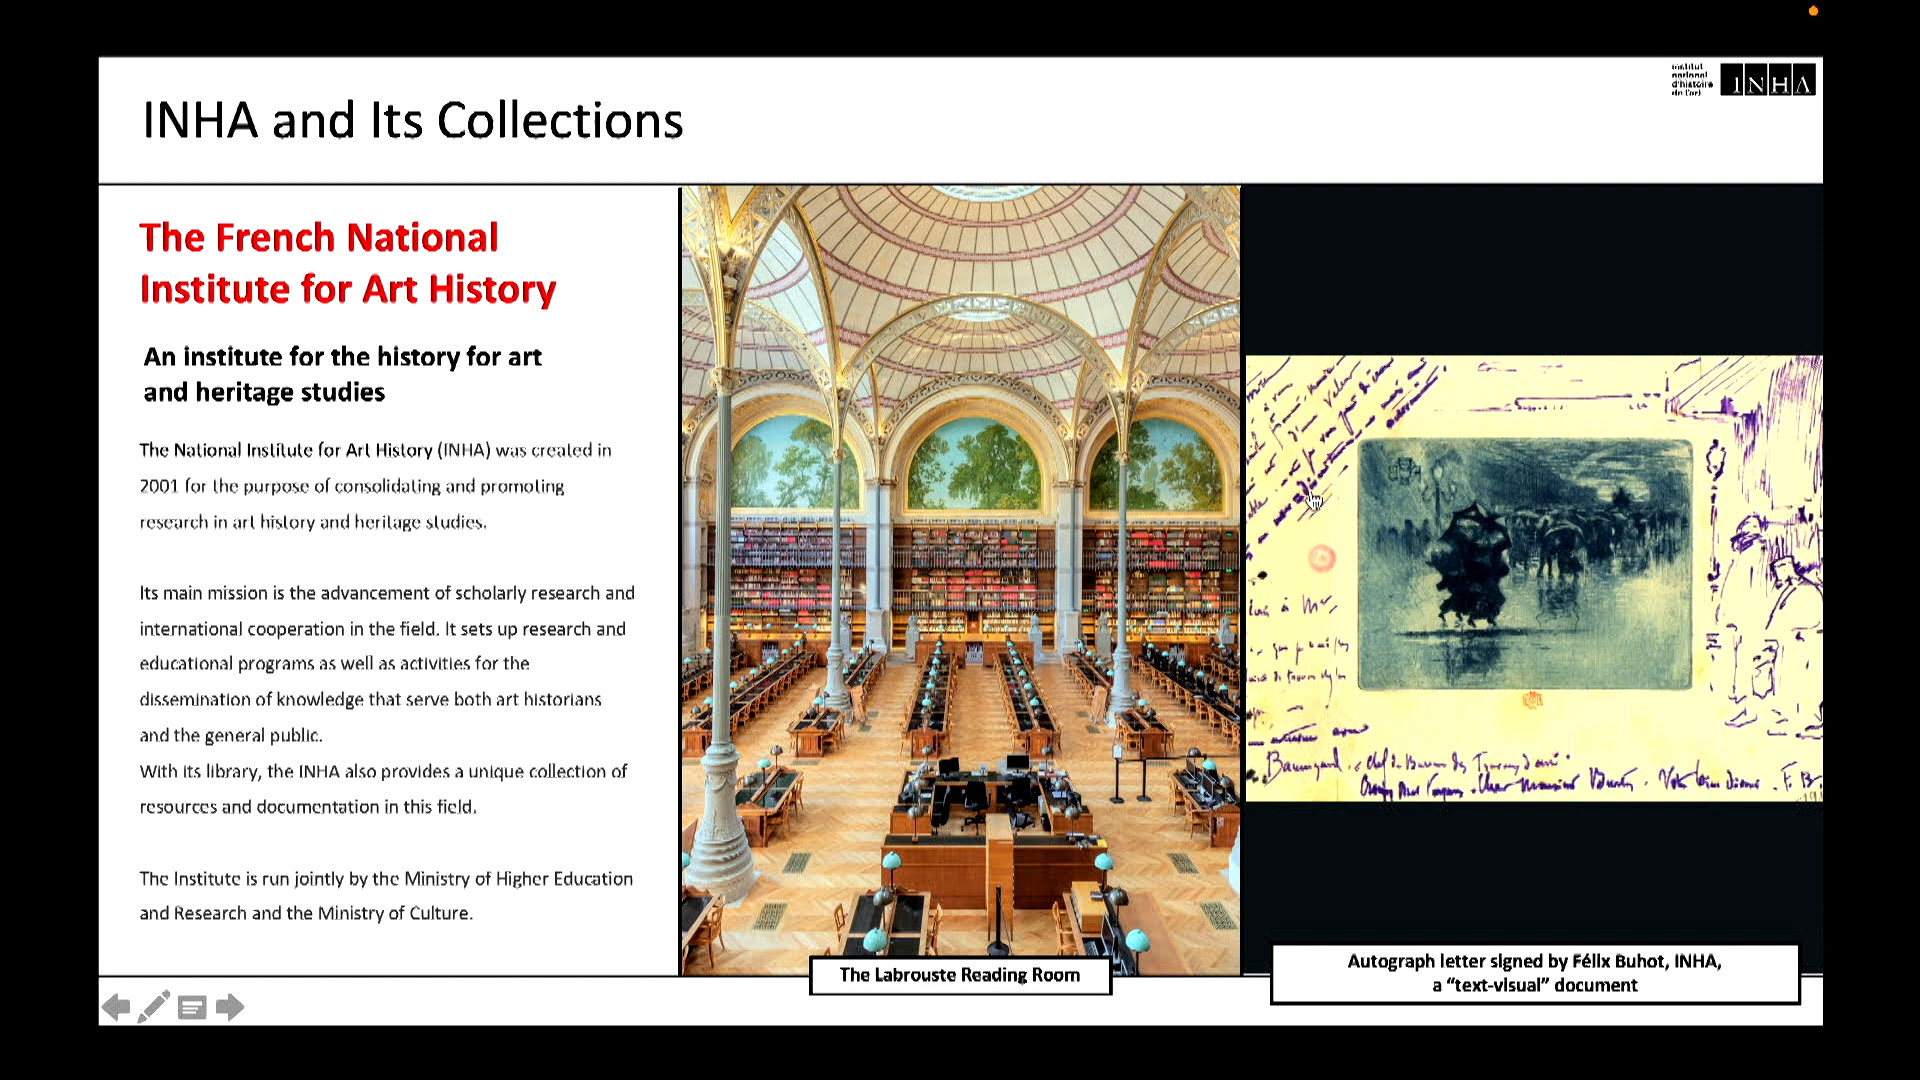 institut
national
d'histoire
de l'art
INHA
INHA and Its Collections
The French National
Institute for Art History
An institute for the history for art
and heritage studies
The National Institute for Art History (INHA) was created in
2001 for the purpose of consolidating and promoting
research in art history and heritage studies.
Its main mission is the advancement of scholarly research and
international cooperation in the field. It sets up research and
educational programs as well as activities for the
dissemination of knowledge that serve both art historians
and the general public.
With its library, the INHA also provides a unique collection of
resources and documentation in this field.
The Institute is run jointly by the Ministry of Higher Education
and Research and the Ministry of Culture.
The Labrouste Reading Room
Autograph letter signed by Félix Buhot, INHA,
a “text-visual” document